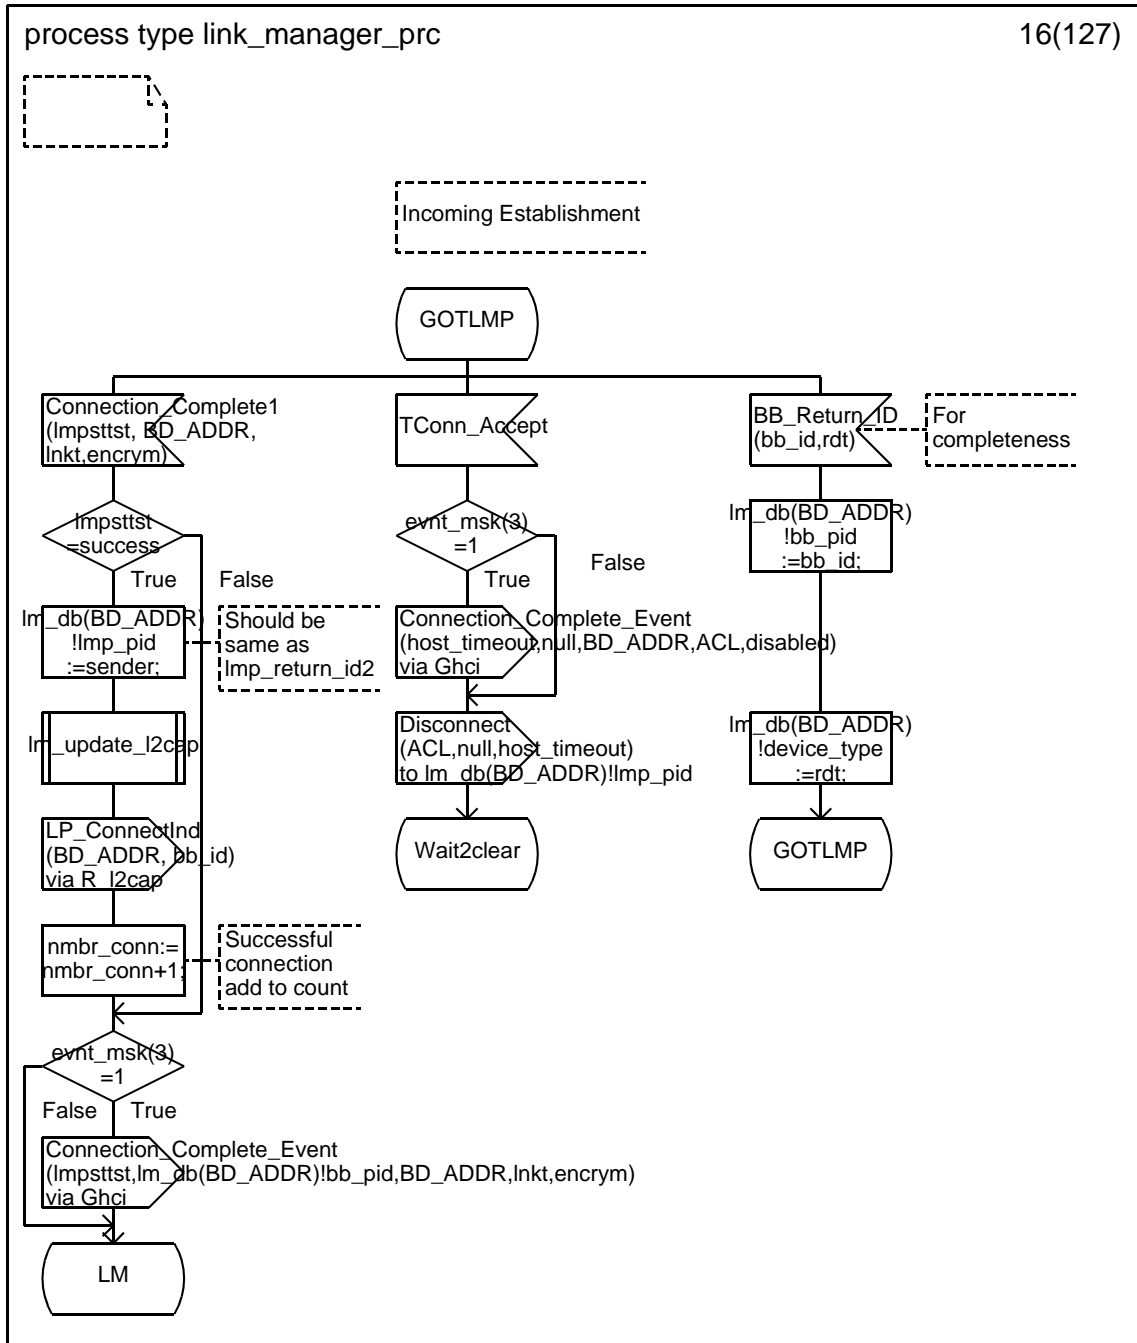 process type link_manager_prc
16(127)
Incoming Establishment
GOTLMP
Connection_Complete1
(lmpsttst, BD_ADDR,
lnkt,encrym)
lmpsttst
=success
True
False
lm_db(BD_ADDR)
!lmp_pid
:=sender;
Should be
same as
lmp_return_id2
lm_update_l2cap
LP_ConnectInd
(BD_ADDR, bb_id)
via R_l2cap
nmbr_conn:=
nmbr_conn+1;
Successful
connection
add to count
evnt_msk(3)
=1
False
True
Connection_Complete_Event
(lmpsttst,lm_db(BD_ADDR)!bb_pid,BD_ADDR,lnkt,encrym)
via Ghci
LM
TConn_Accept
evnt_msk(3)
=1
False
True
Connection_Complete_Event
(host_timeout,null,BD_ADDR,ACL,disabled)
via Ghci
Disconnect
(ACL,null,host_timeout)
to lm_db(BD_ADDR)!lmp_pid
Wait2clear
BB_Return_ID
(bb_id,rdt)
For
completeness
lm_db(BD_ADDR)
!bb_pid
:=bb_id;
lm_db(BD_ADDR)
!device_type
:=rdt;
GOTLMP